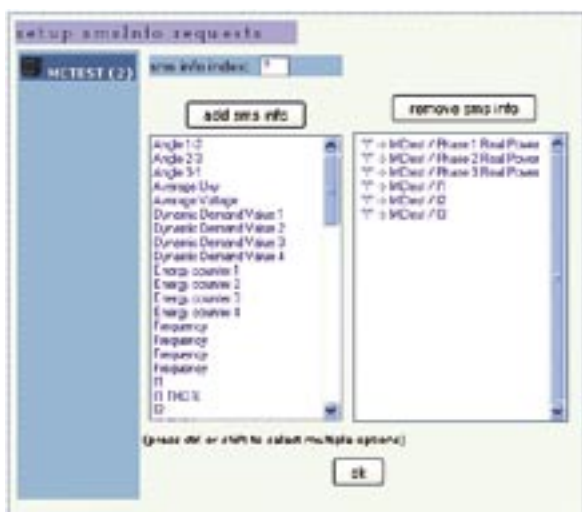 setup smsInfo requests
MCTEST (2)
sms info index:
add sms info
remove sms info
Angle 1-2
Angle 2-3
Angle 3-1
Average Usp
Average Voltage
Dynamic Demand Value 1
Dynamic Demand Value 2
Dynamic Demand Value 3
Dynamic Demand Value 4
Energy counter 1
Energy counter 2
Energy counter 3
Energy counter 4
Frequency
Frequency
Frequency
Frequency
I1
I1 THD %
I2
-> MCtest / Phase 1 Real Power
-> MCtest / Phase 2 Real Power
-> MCtest / Phase 3 Real Power
-> MCtest / I1
-> MCtest / I2
-> MCtest / I3
(press ctrl or shift to select multiple options)
ok